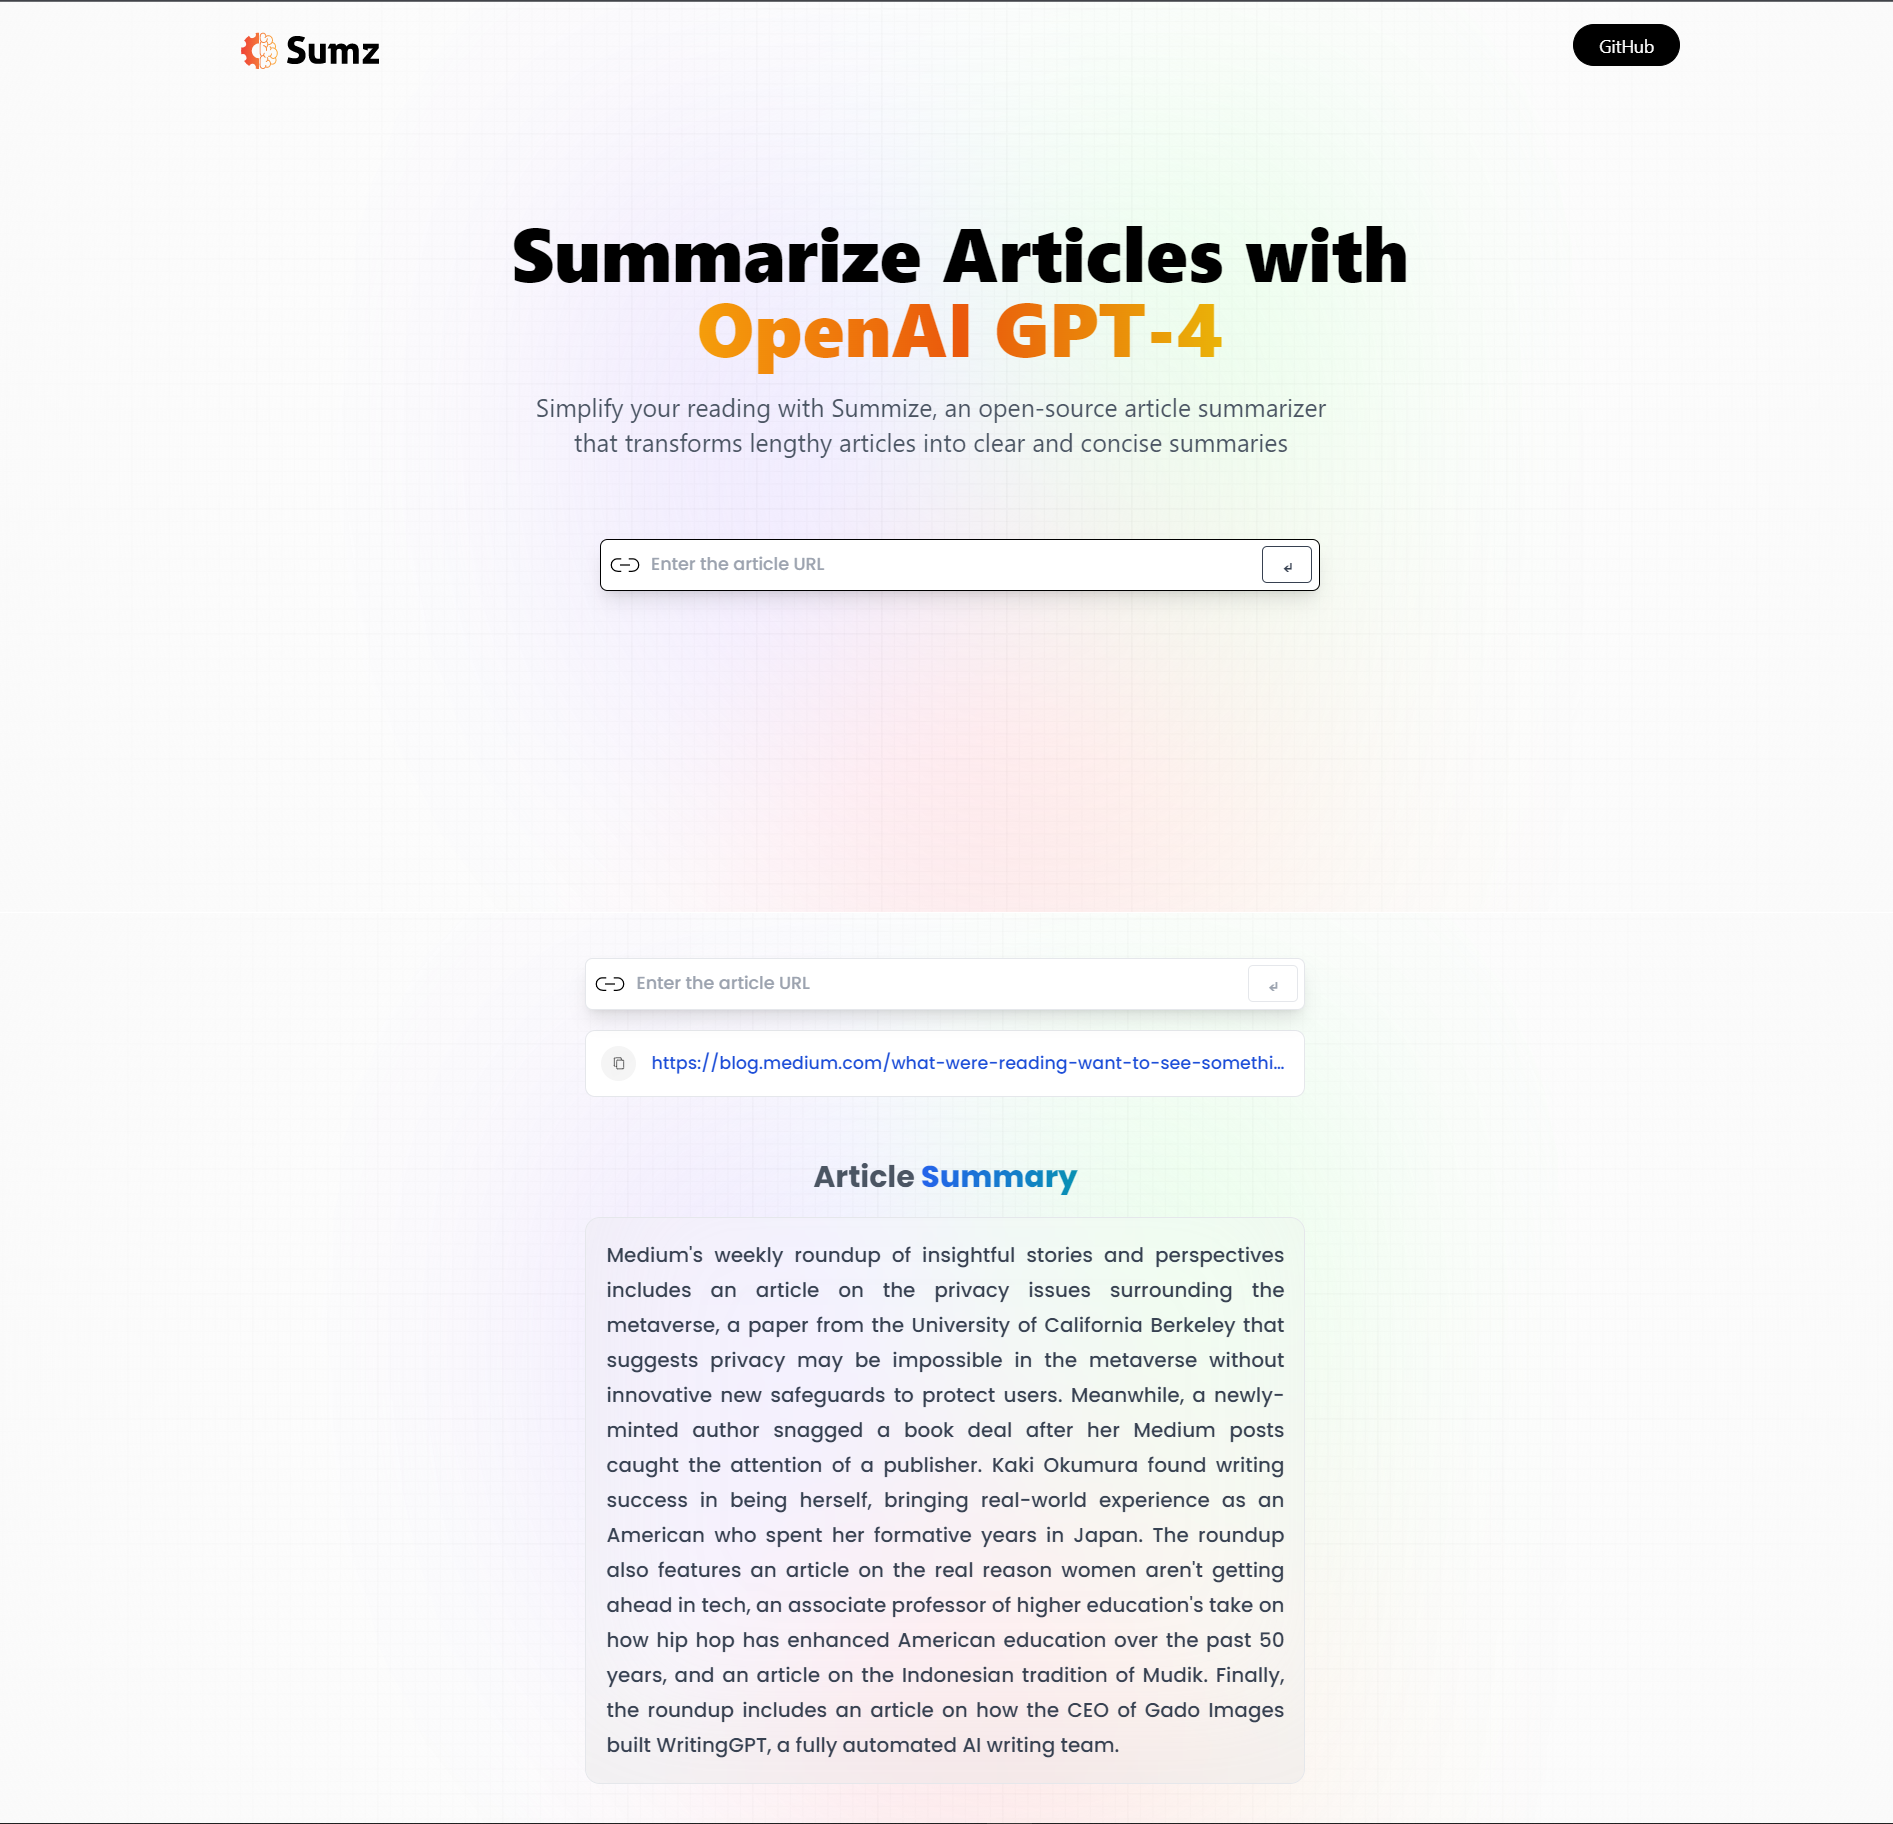 Sumz
GitHub
Summarize Articles with
OpenAI GPT-4
Simplify your reading with Summize, an open-source article summarizer
that transforms lengthy articles into clear and concise summaries
Enter the article URL
↵
Enter the article URL
↵
https://blog.medium.com/what-were-reading-want-to-see-somethi...
Article Summary
Medium's weekly roundup of insightful stories and perspectives
includes an article on the privacy issues surrounding the
metaverse, a paper from the University of California Berkeley that
suggests privacy may be impossible in the metaverse without
innovative new safeguards to protect users. Meanwhile, a newly-
minted author snagged a book deal after her Medium posts
caught the attention of a publisher. Kaki Okumura found writing
success in being herself, bringing real-world experience as an
American who spent her formative years in Japan. The roundup
also features an article on the real reason women aren't getting
ahead in tech, an associate professor of higher education's take on
how hip hop has enhanced American education over the past 50
years, and an article on the Indonesian tradition of Mudik. Finally,
the roundup includes an article on how the CEO of Gado Images
built WritingGPT, a fully automated AI writing team.